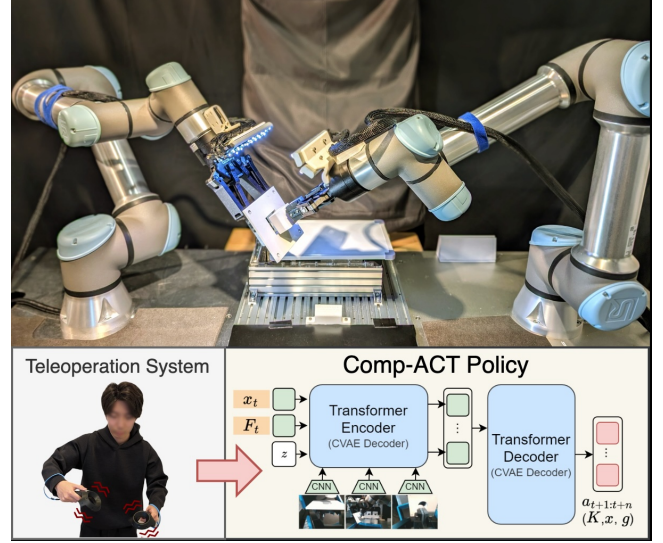 Teleoperation System
Comp-ACT Policy
x_t
F_t
z
Transformer
Encoder
(CVAE Decoder)
CNN
CNN
CNN
Transformer
Decoder
(CVAE Decoder)
a_{t+1:t+n}
(K,x, g)